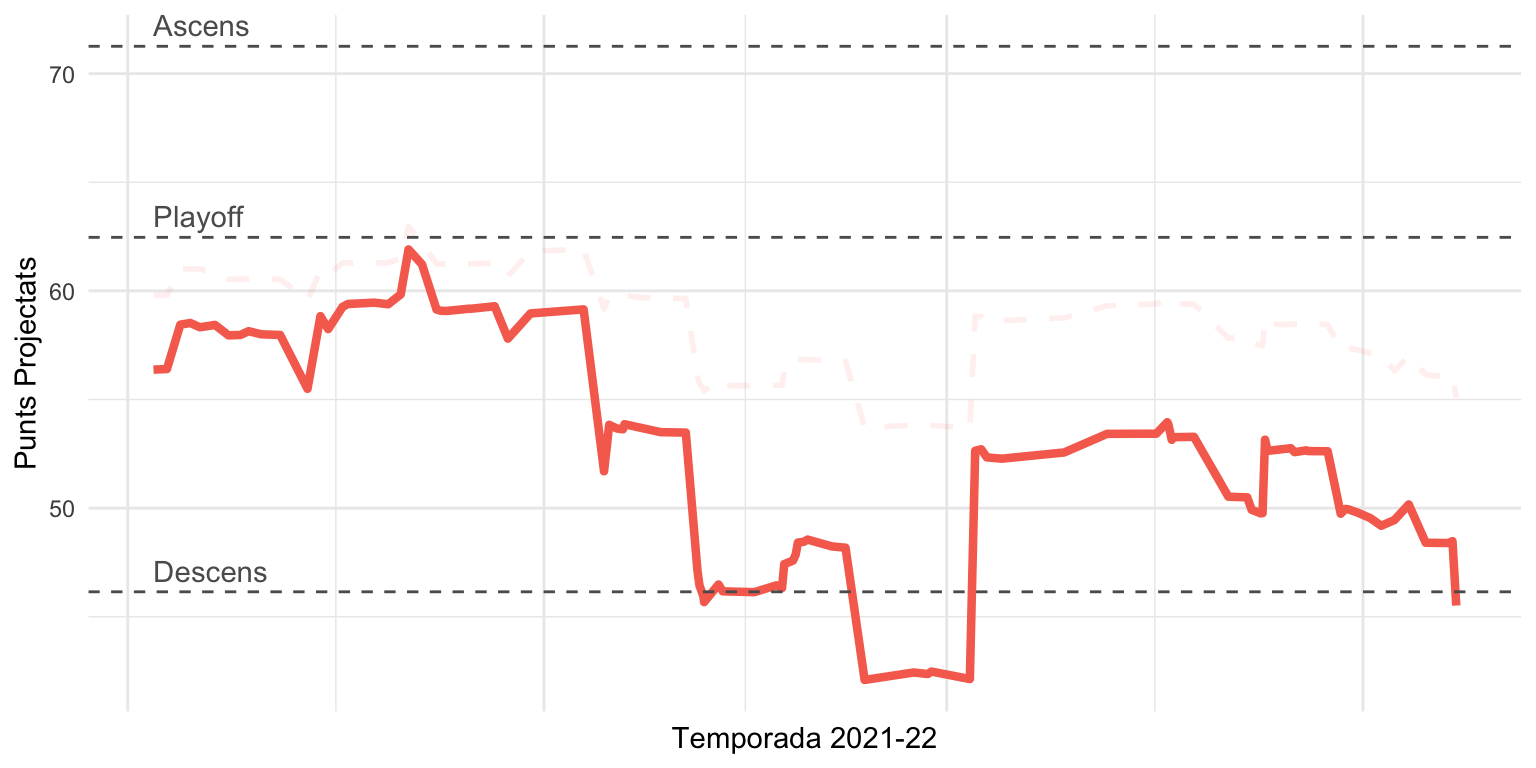 Ascens
70
Playoff
60
50
Descens
Punts Projectats
Temporada 2021-22